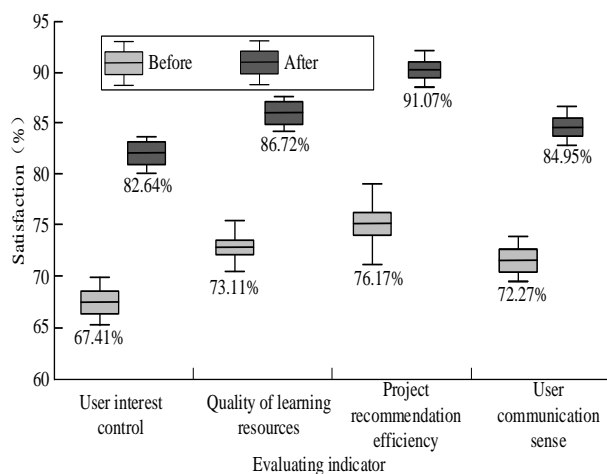 95
90
85
80
75
70
65
60
Satisfaction (%)
Before
After
67.41%
82.64%
73.11%
86.72%
76.17%
91.07%
72.27%
84.95%
User interest
control
Quality of learning
resources
Project
recommendation
efficiency
User
communication
sense
Evaluating indicator